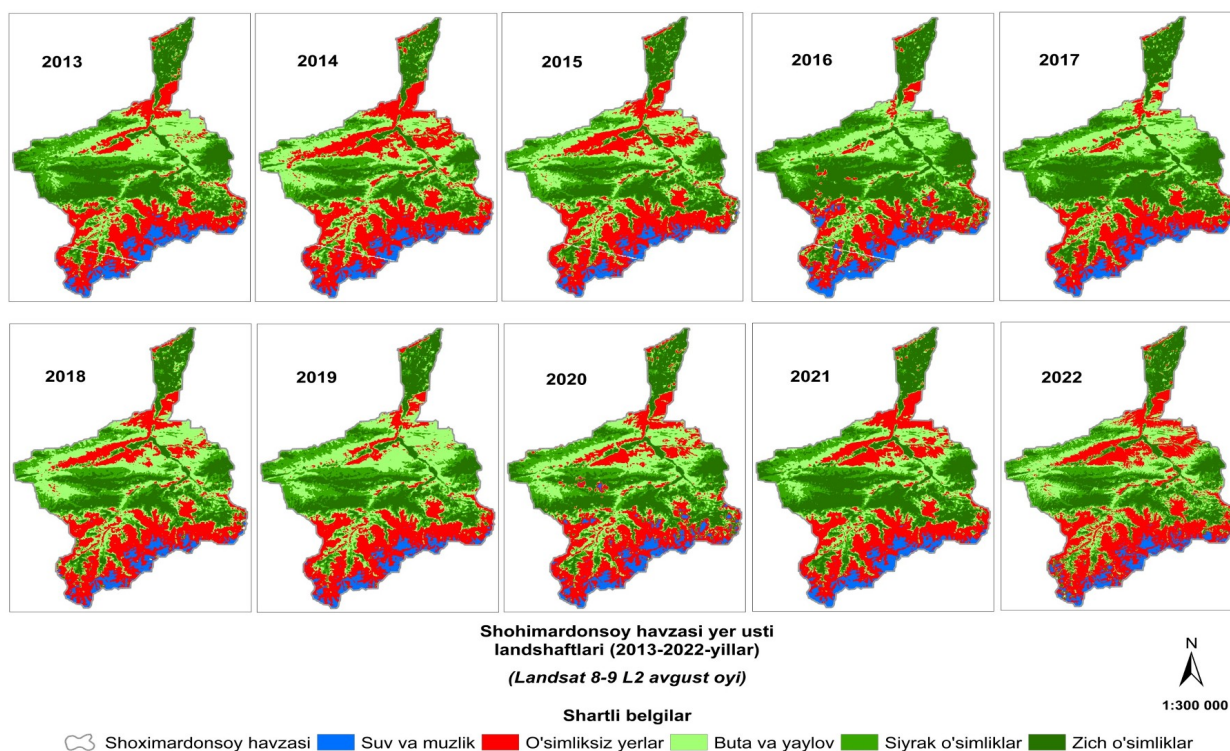 2013
2014
2015
2016
2017
2018
2019
2020
2021
2022
Shohimardonsoy havzasi yer usti
landshaftlari (2013-2022-yillar)
(Landsat 8-9 L2 avgust oyi)
N
1:300 000
Shartli belgilar
Shoximardonsoy havzasi Suv va muzlik O'simliksiz yerlar Buta va yaylov Siyrak o'simliklar Zich o'simliklar